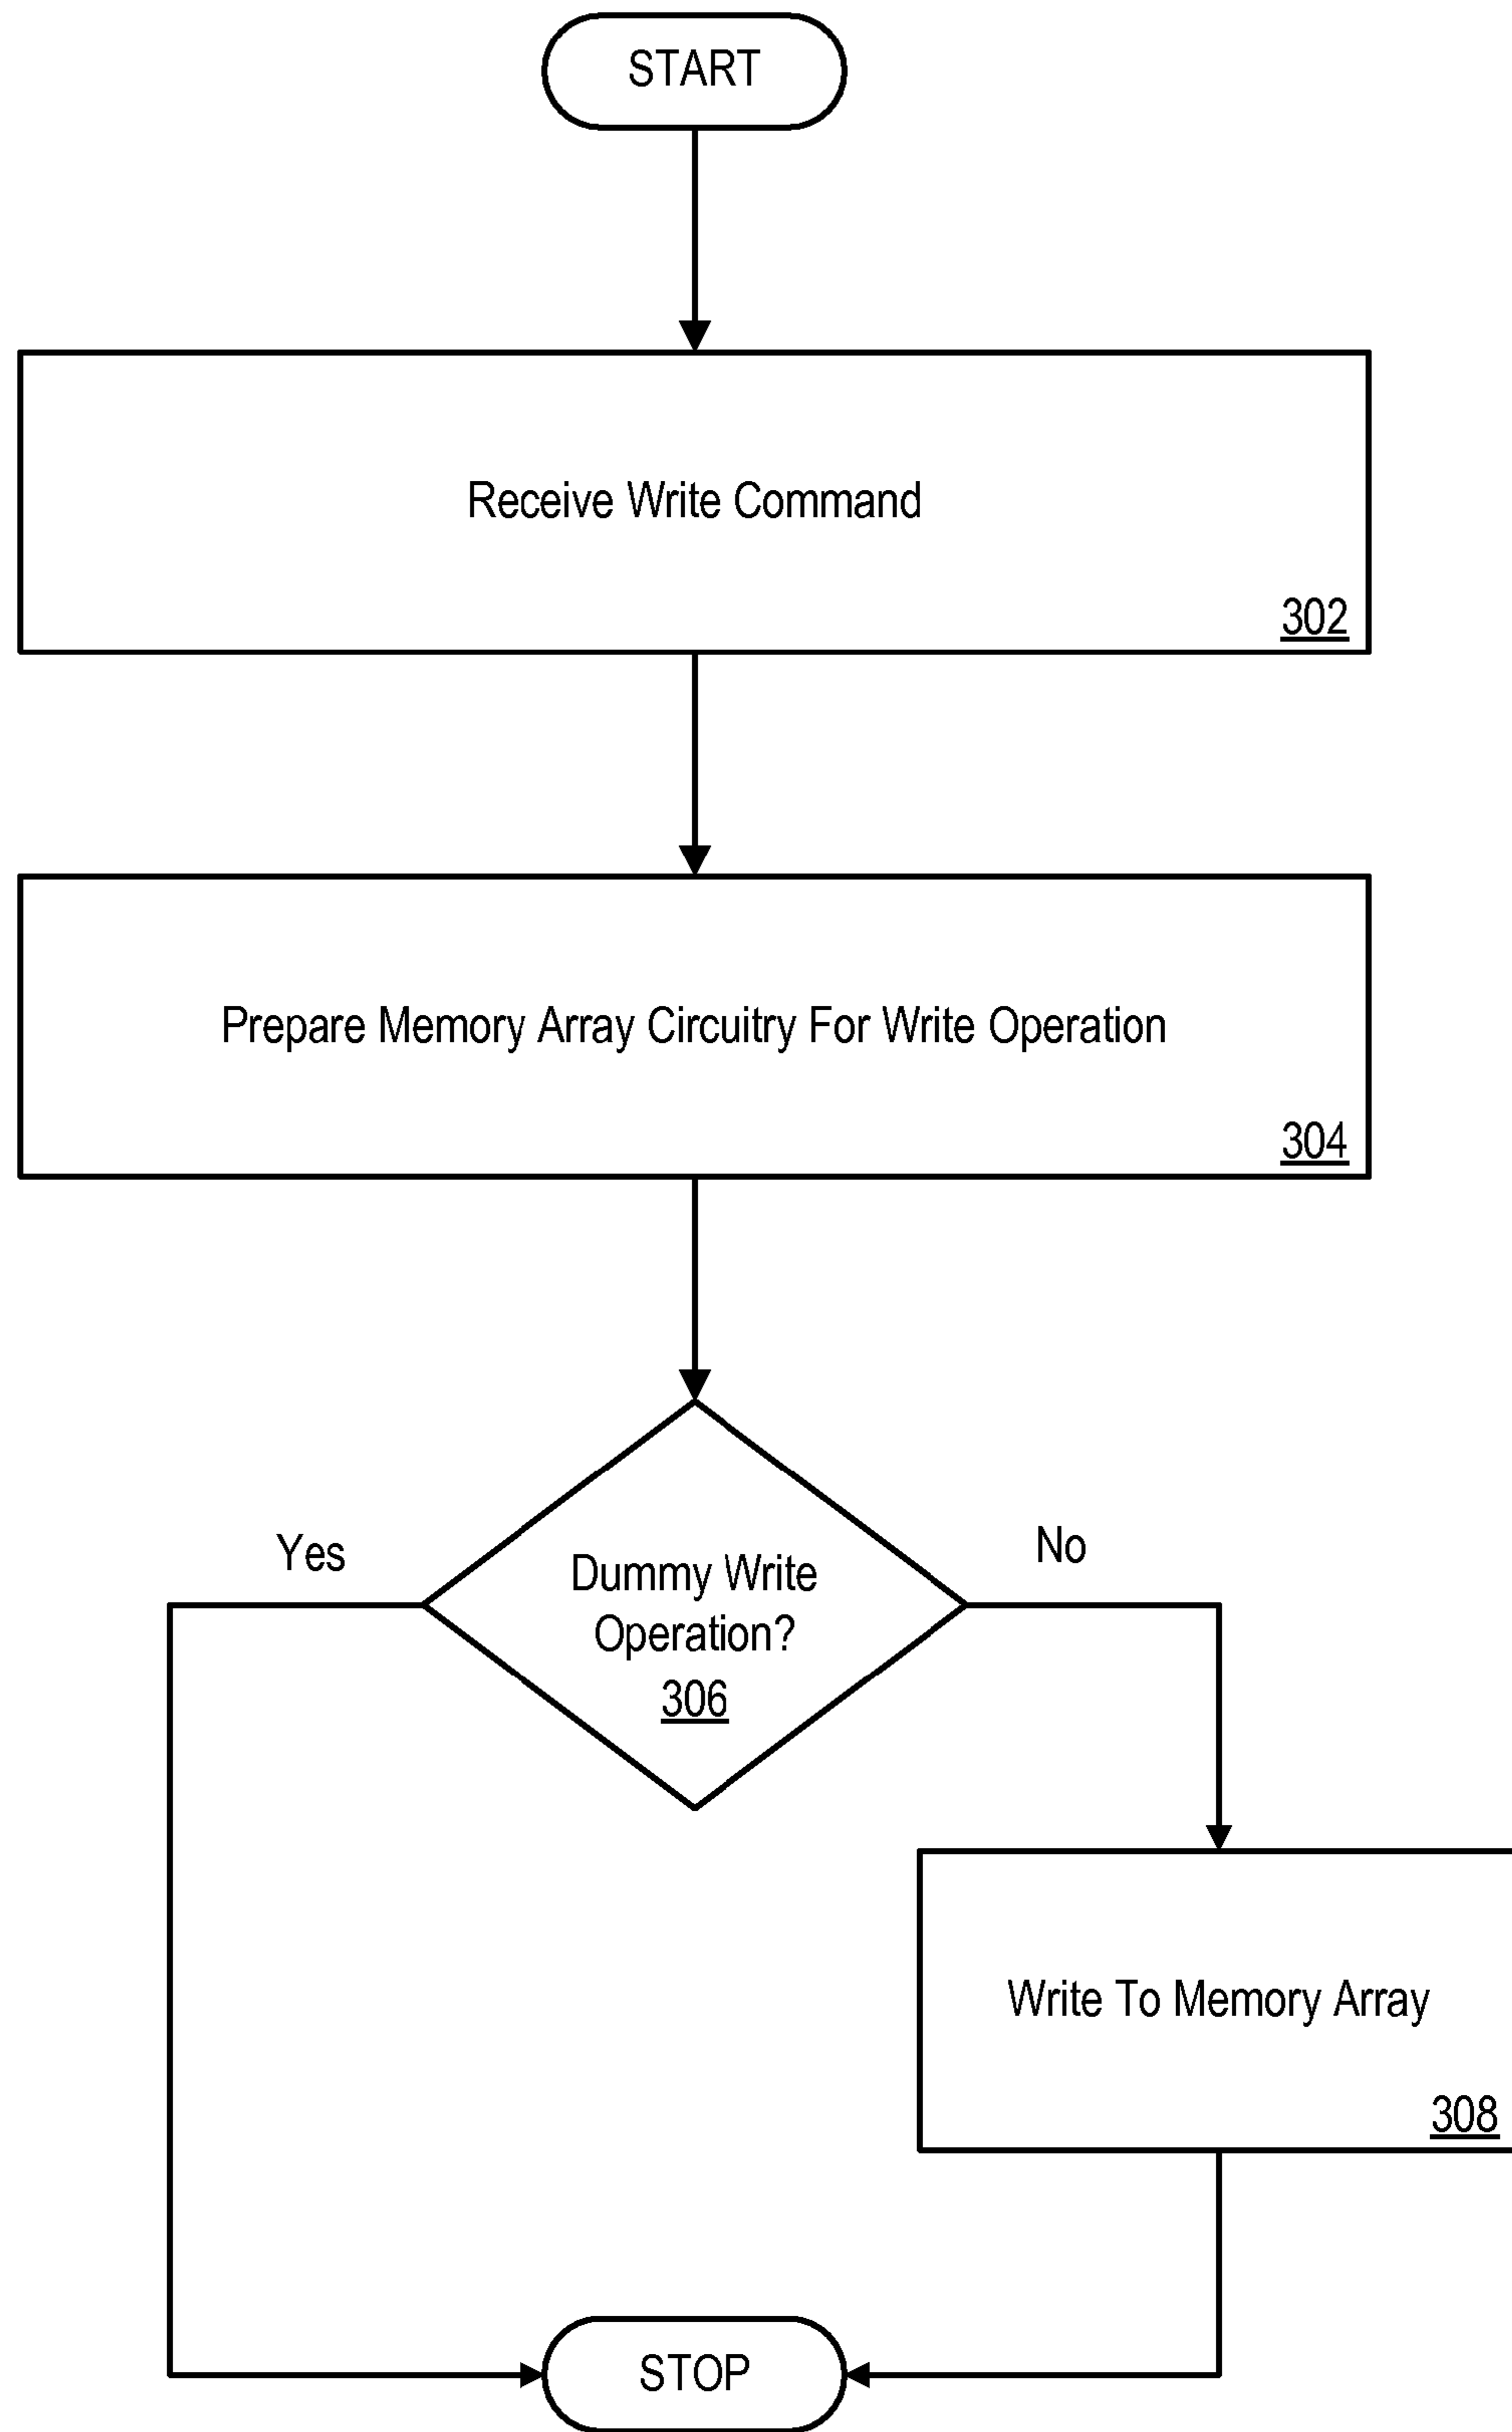 START
Receive Write Command
302
Prepare Memory Array Circuitry For Write Operation
304
Yes
No
Dummy Write
Operation?
306
Write To Memory Array
308
STOP